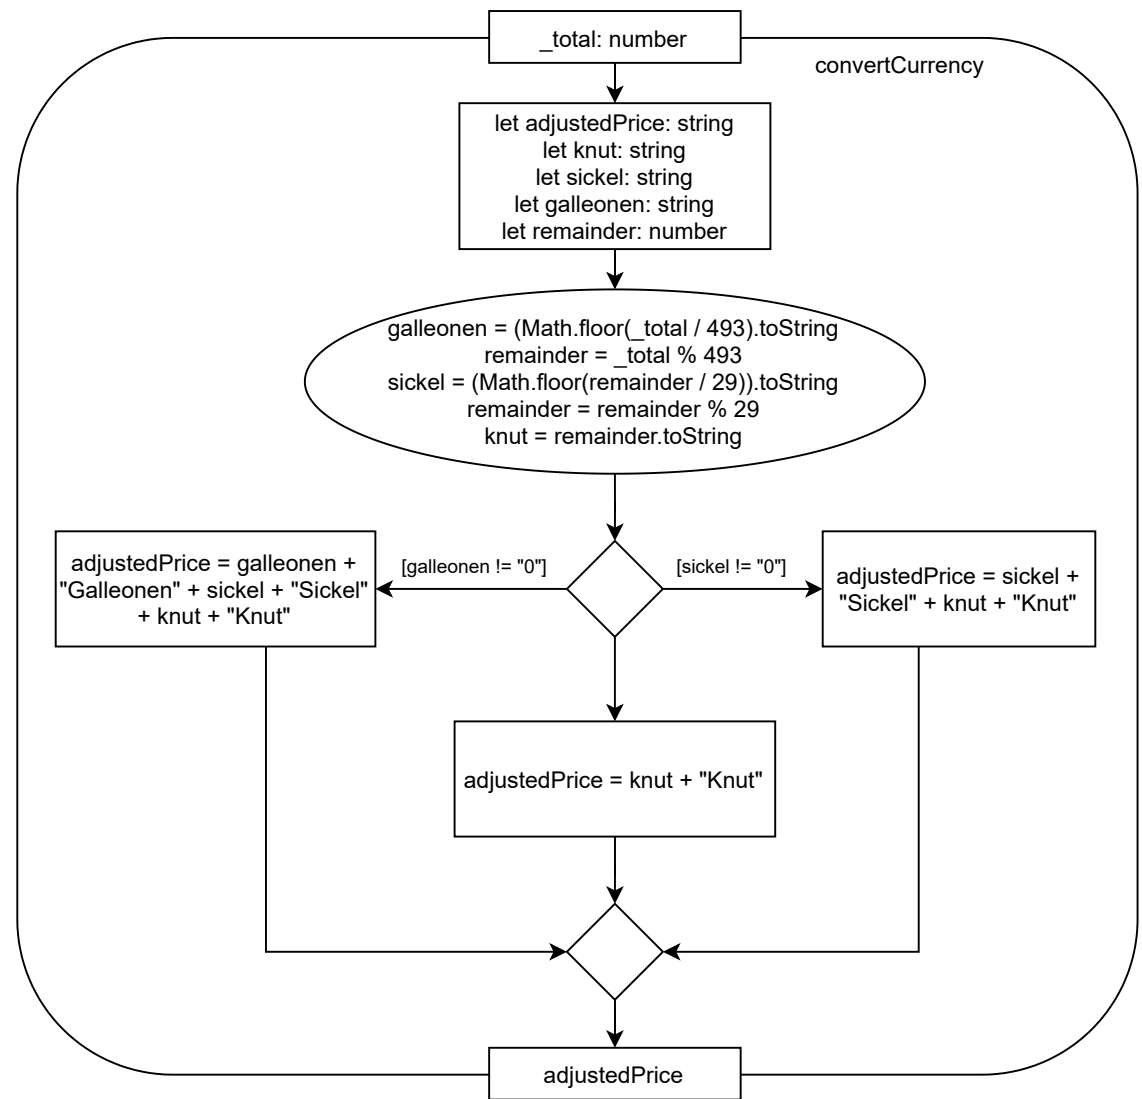 _total: number
convertCurrency
let adjustedPrice: string
let knut: string
let sickel: string
let galleonen: string
let remainder: number
galleonen = (Math.floor(_total / 493).toString
remainder = _total % 493
sickel = (Math.floor(remainder / 29)).toString
remainder = remainder % 29
knut = remainder.toString
[galleonen != "0"]
[sickel != "0"]
adjustedPrice = galleonen +
"Galleonen" + sickel + "Sickel"
+ knut + "Knut"
adjustedPrice = sickel +
"Sickel" + knut + "Knut"
adjustedPrice = knut + "Knut"
adjustedPrice